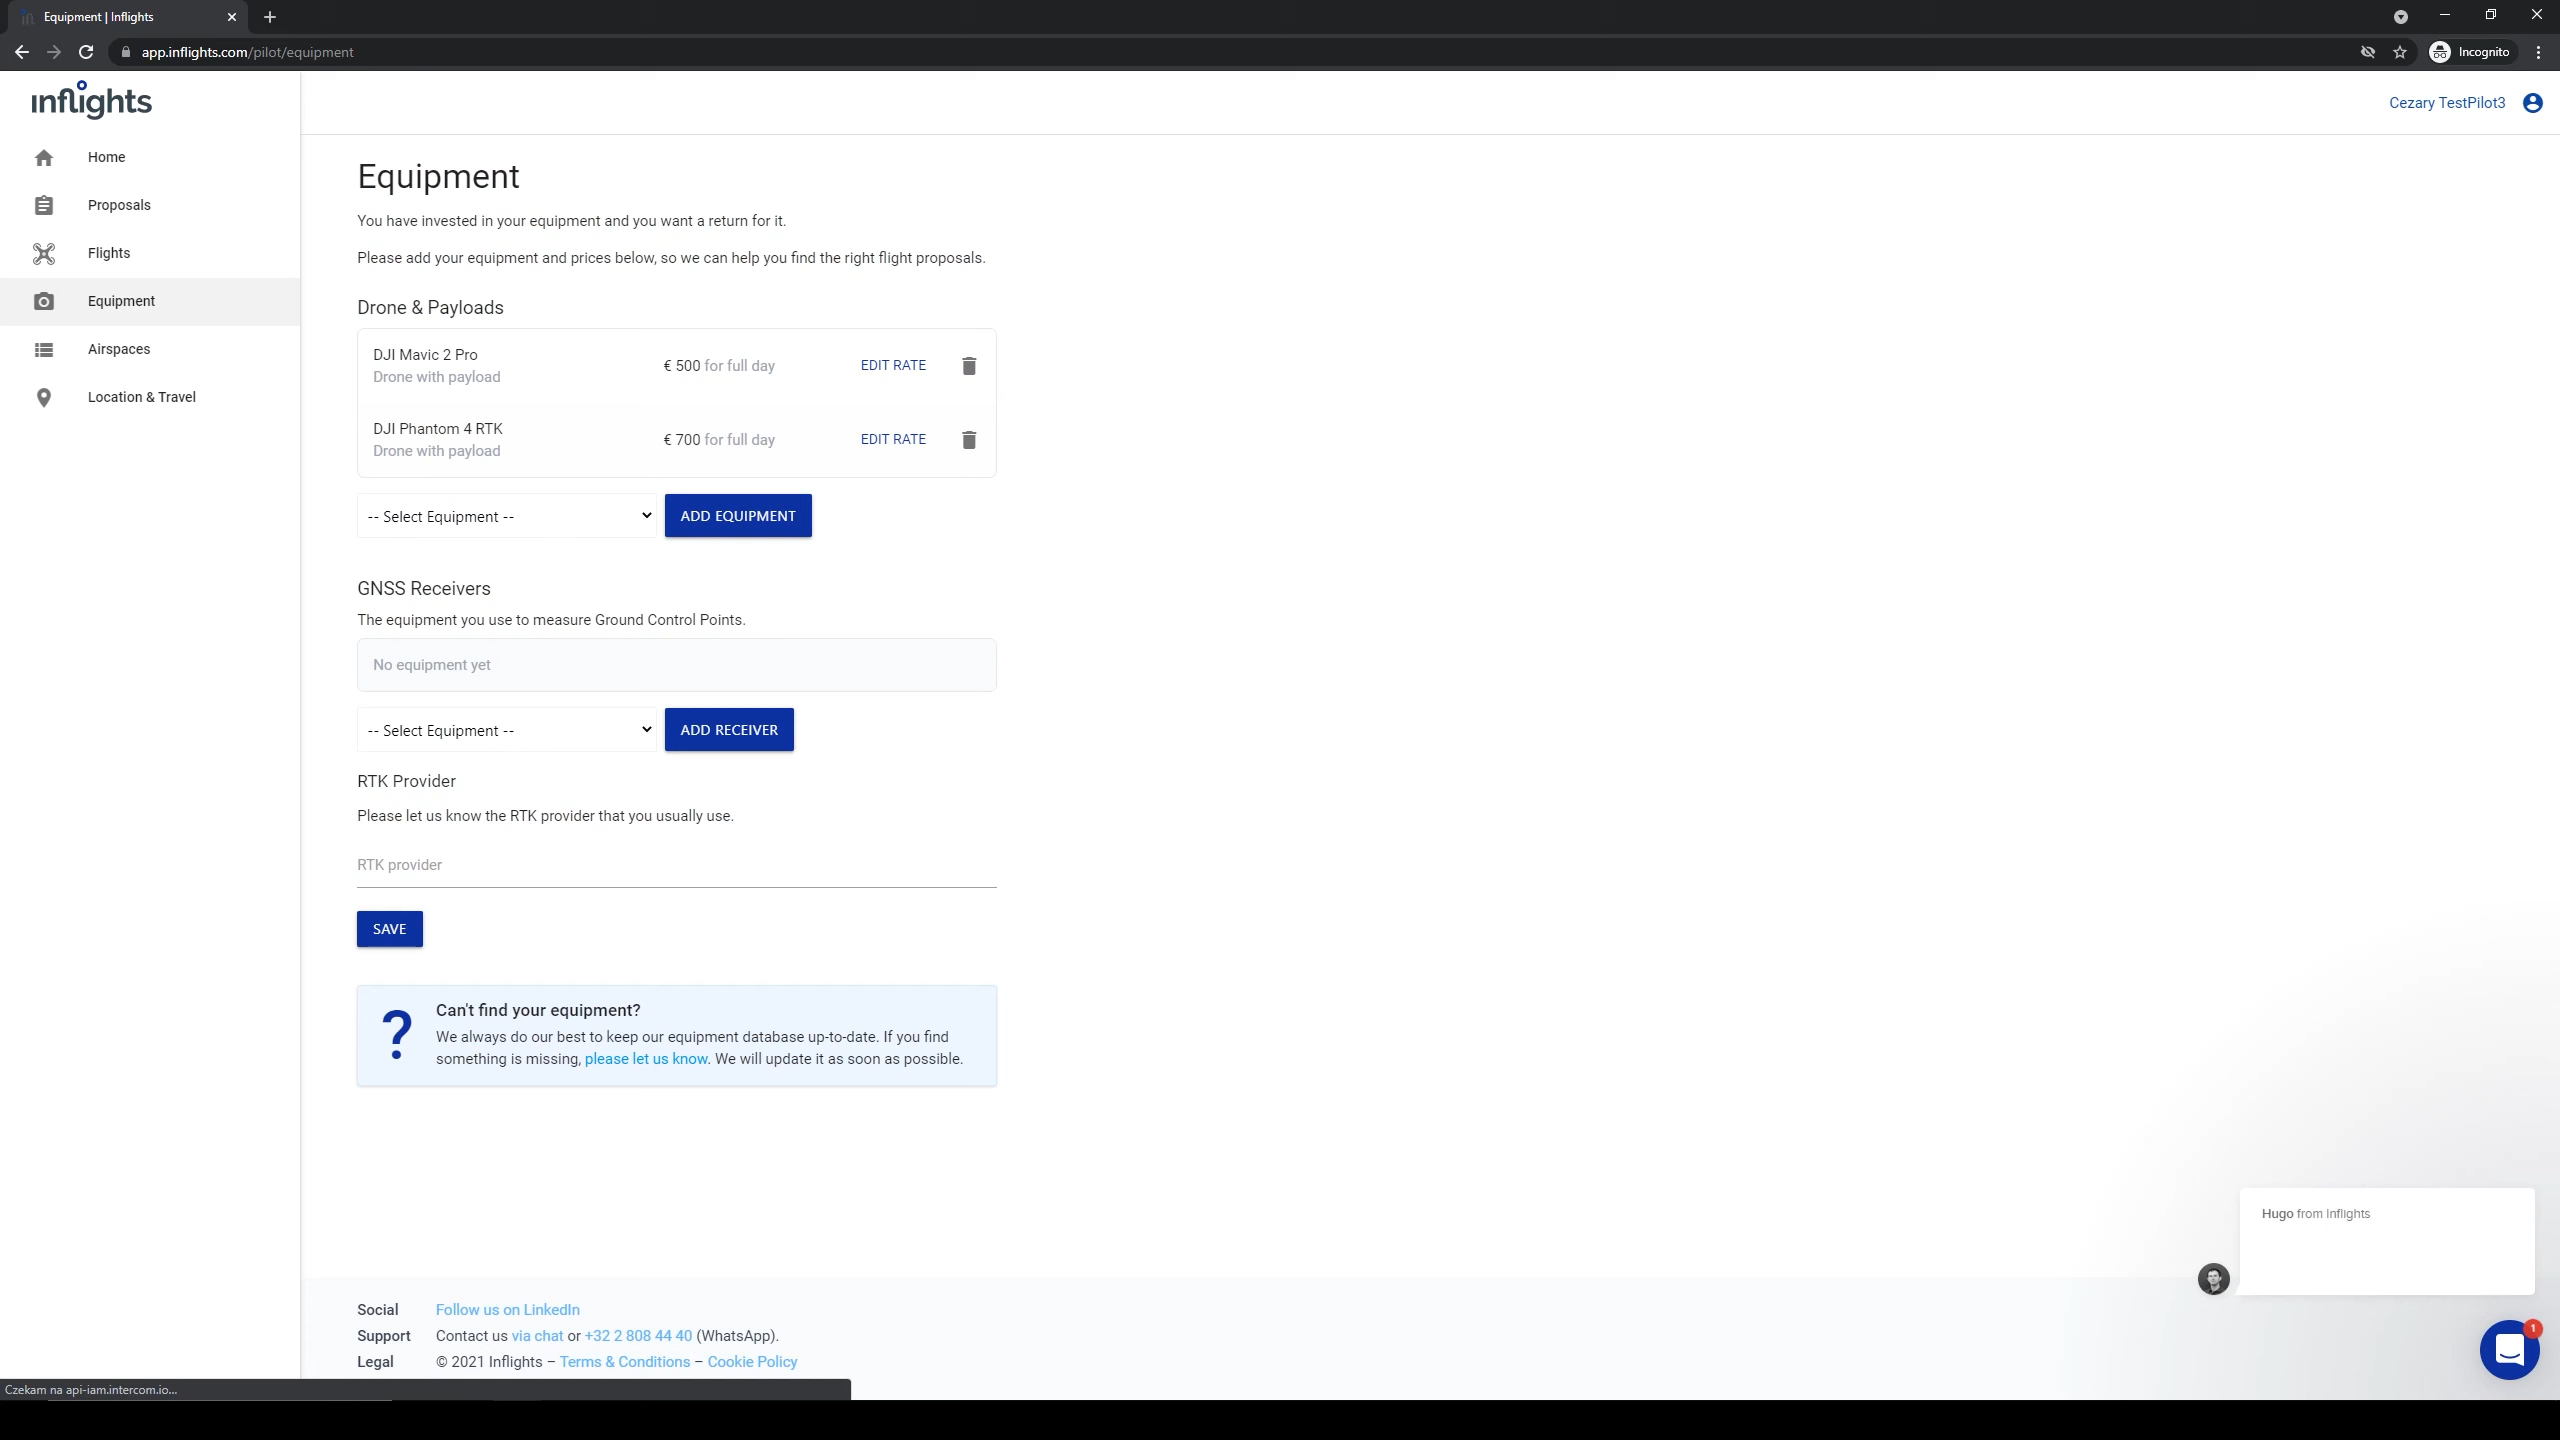 Equipment | Inflights
app.inflights.com/pilot/equipment
Incognito
inflights
Cezary TestPilot3
Home
Proposals
Flights
Equipment
Airspaces
Location & Travel
Equipment
You have invested in your equipment and you want a return for it.
Please add your equipment and prices below, so we can help you find the right flight proposals.
Drone & Payloads
DJI Mavic 2 Pro
Drone with payload
€ 500 for full day
EDIT RATE
DJI Phantom 4 RTK
Drone with payload
€ 700 for full day
EDIT RATE
-- Select Equipment --
ADD EQUIPMENT
GNSS Receivers
The equipment you use to measure Ground Control Points.
No equipment yet
-- Select Equipment --
ADD RECEIVER
RTK Provider
Please let us know the RTK provider that you usually use.
RTK provider
SAVE
?
Can't find your equipment?
We always do our best to keep our equipment database up-to-date. If you find
something is missing, please let us know. We will update it as soon as possible.
Hugo from Inflights
1
Social Follow us on LinkedIn
Support Contact us via chat or +32 2 808 44 40 (WhatsApp).
Legal © 2021 Inflights – Terms & Conditions – Cookie Policy
Czekam na api-iam.intercom.io...